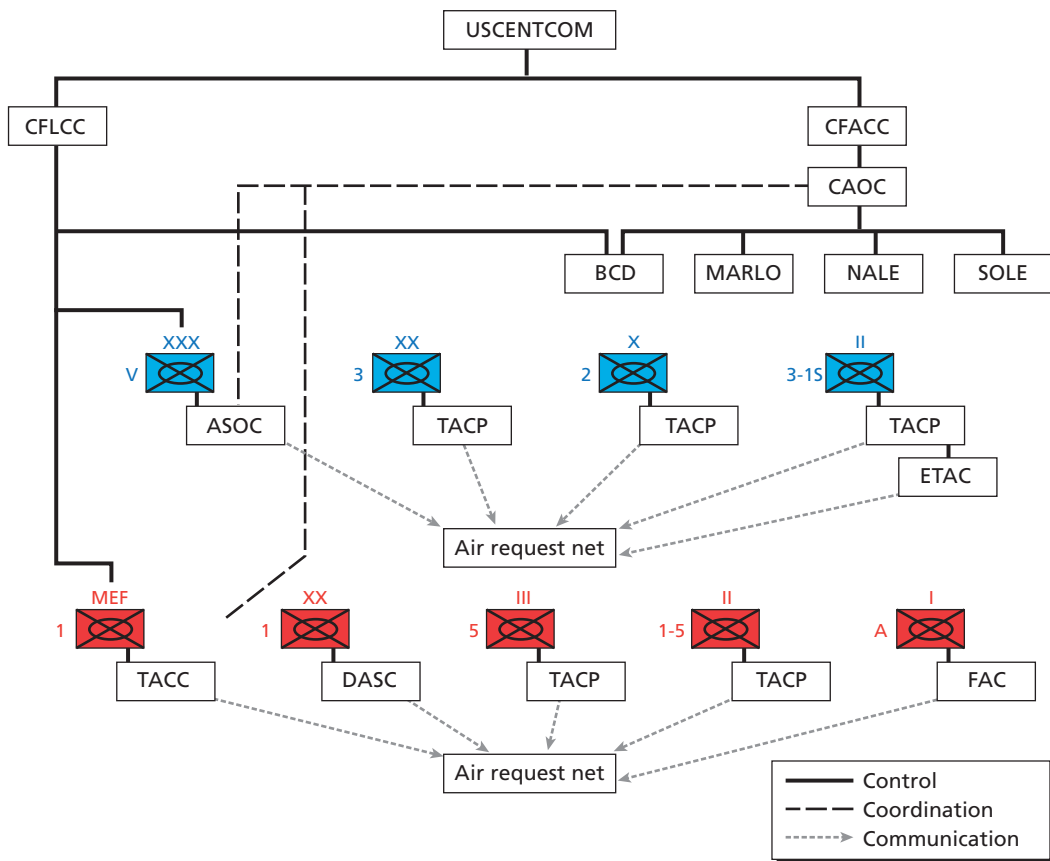 USCENTCOM
CFLCC
CFACC
CAOC
BCD
MARLO
NALE
SOLE
XXX
XX
X
II
V
3
2
3-1S
ASOC
TACP
TACP
TACP
ETAC
Air request net
MEF
XX
III
II
I
1
1
5
1-5
A
TACC
DASC
TACP
TACP
FAC
Air request net
Control
Coordination
Communication